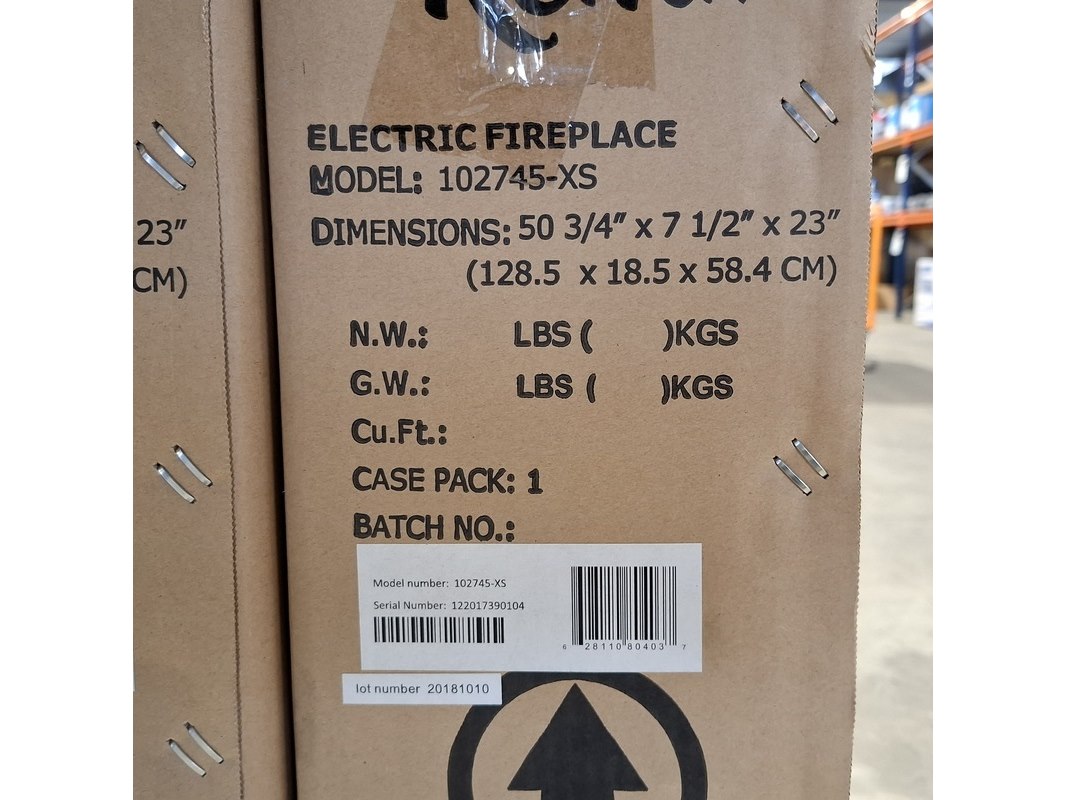 ELECTRIC FIREPLACE
MODEL: 102745-XS
DIMENSIONS: 50 3/4" x 7 1/2" x 23"
(128.5 x 18.5 x 58.4 CM)
23"
CM)
N.W.: LBS ( )KGS
G.W.: LBS ( )KGS
Cu.Ft.:
CASE PACK: 1
BATCH NO.:
Model number: 102745-XS
Serial Number: 122017390104
6 28110 80403 7
lot number 20181010